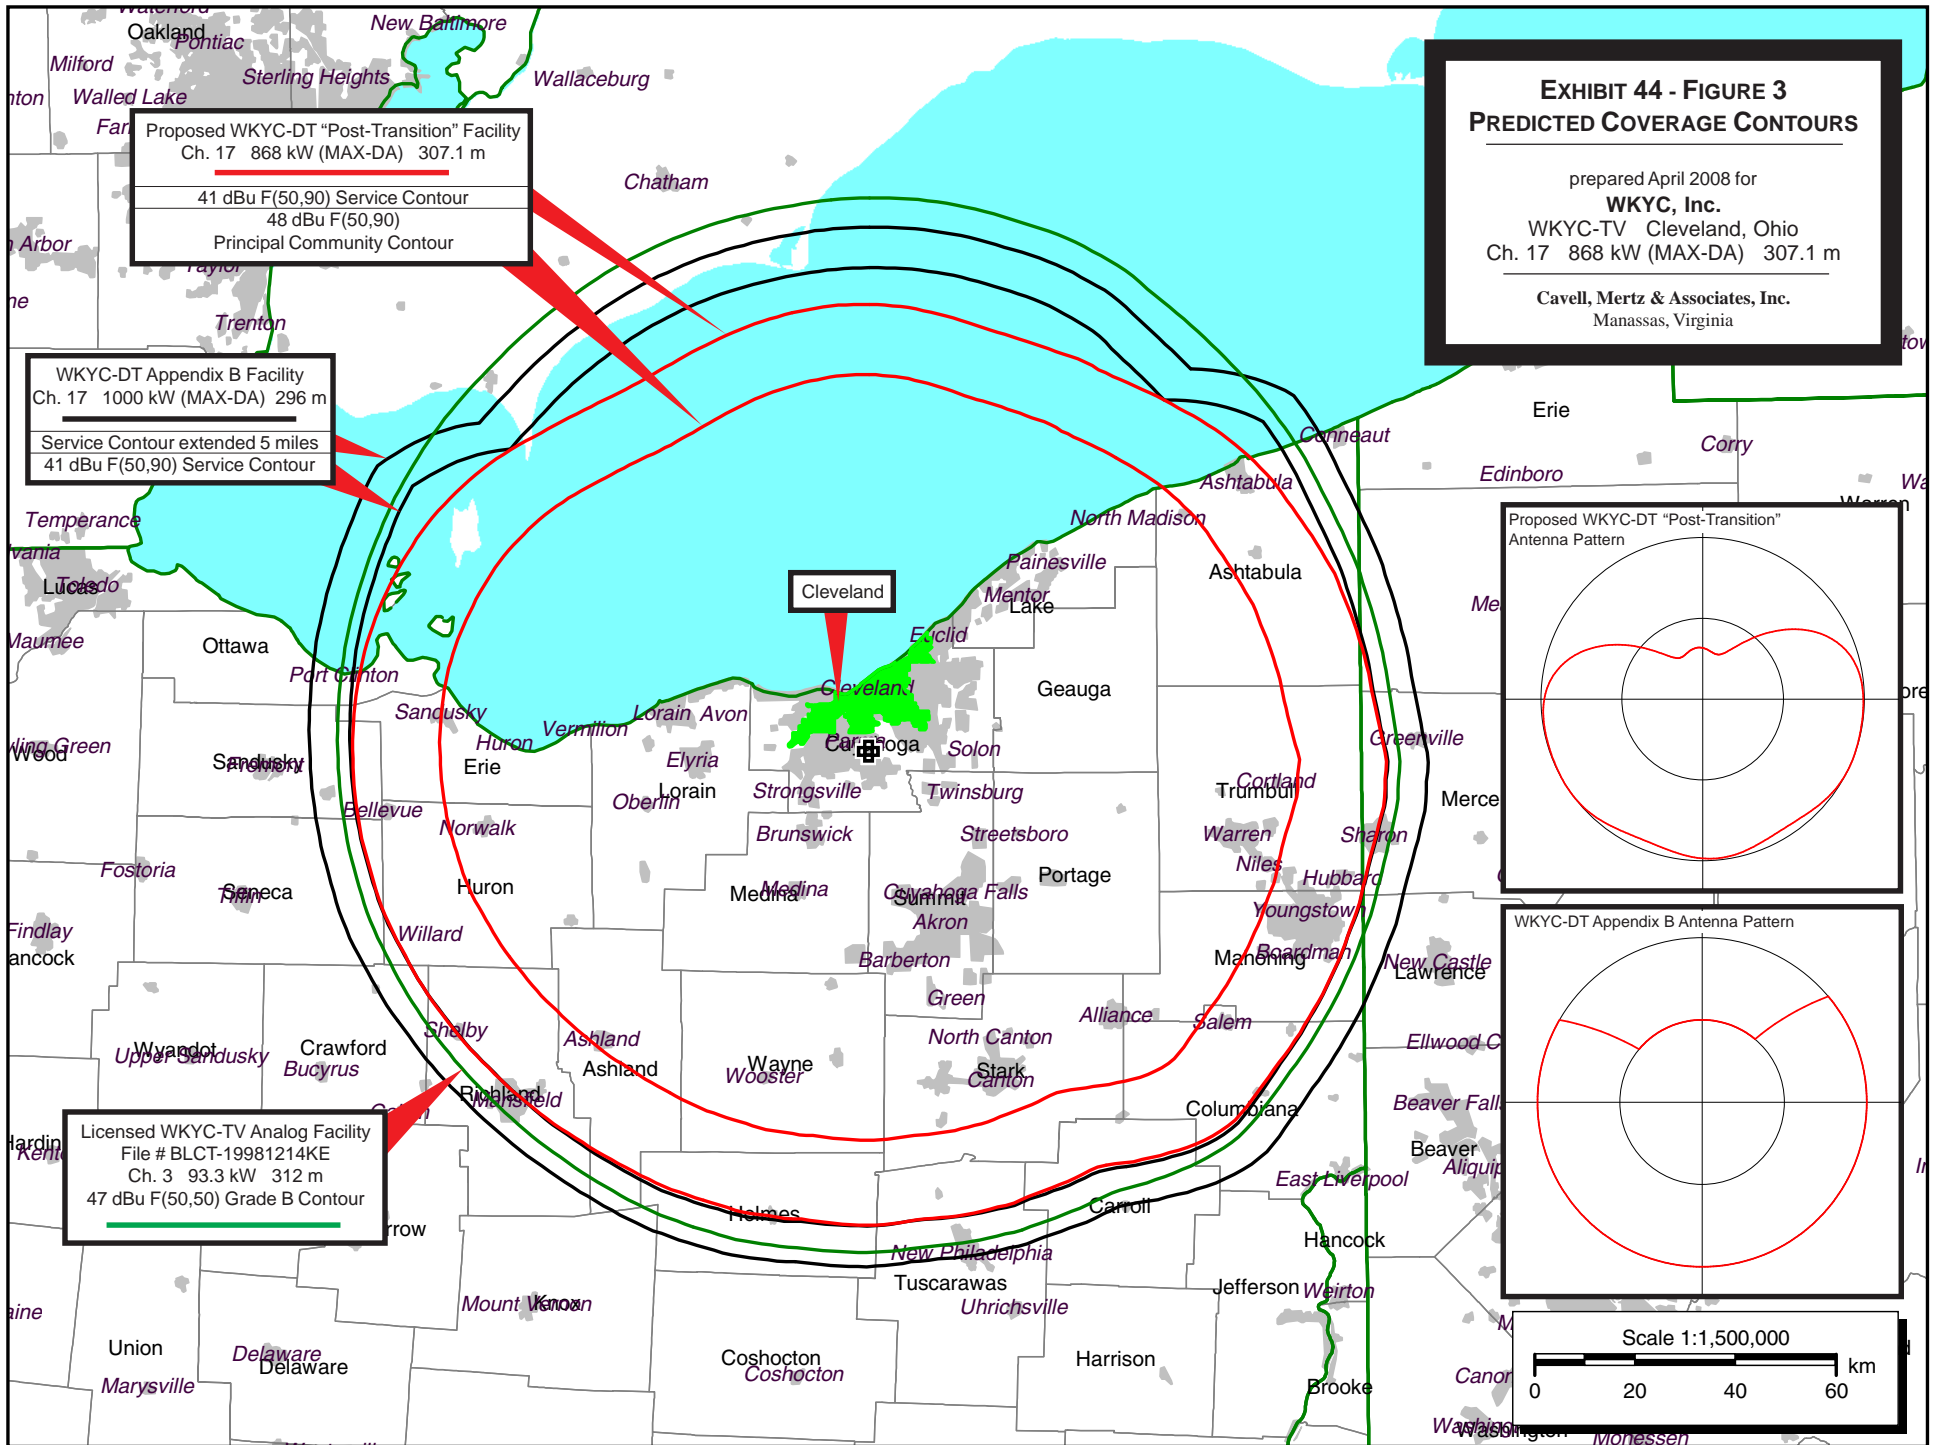 EXHIBIT 44 - FIGURE 3
PREDICTED COVERAGE CONTOURS
prepared April 2008 for
WKYC, Inc.
WKYC-TV Cleveland, Ohio
Ch. 17 868 kW (MAX-DA) 307.1 m
Cavell, Mertz & Associates, Inc.
Manassas, Virginia
Proposed WKYC-DT “Post-Transition” Facility
Ch. 17 868 kW (MAX-DA) 307.1 m
41 dBu F(50,90) Service Contour
48 dBu F(50,90)
Principal Community Contour
WKYC-DT Appendix B Facility
Ch. 17 1000 kW (MAX-DA) 296 m
Service Contour extended 5 miles
41 dBu F(50,90) Service Contour
Licensed WKYC-TV Analog Facility
File # BLCT-19981214KE
Ch. 3 93.3 kW 312 m
47 dBu F(50,50) Grade B Contour
Proposed WKYC-DT “Post-Transition”
Antenna Pattern
WKYC-DT Appendix B Antenna Pattern
Scale 1:1,500,000
0 20 40 60 km
Cleveland
Oakland
Pontiac
New Baltimore
Milford
Sterling Heights
Wallaceburg
Walled Lake
Chatham
Trenton
Temperance
Lucas
Toledo
Maumee
Ottawa
Port Clinton
Sandusky
Huron
Vermilion
Lorain
Avon
Cleveland
Euclid
Mentor
Lake
Painesville
North Madison
Ashtabula
Ashtabula
Conneaut
Erie
Corry
Edinboro
Warren
Geauga
Wood
Sandusky
Fremont
Erie
Elyria
Lorain
Oberlin
Strongsville
Solon
Twinsburg
Cortland
Trumbull
Greenville
Bellevue
Norwalk
Brunswick
Streetsboro
Warren
Sharon
Niles
Hubbard
Fostoria
Seneca
Tiffin
Huron
Medina
Medina
Cuyahoga Falls
Summit
Akron
Portage
Youngstown
Findlay
Willard
Barberton
Mahoning
Boardman
New Castle
Lawrence
Green
Wyandot
Upper Sandusky
Crawford
Bucyrus
Shelby
Ashland
Ashland
Wayne
Wooster
North Canton
Stark
Canton
Alliance
Salem
Richland
Mansfield
Columbiana
Beaver
Holmes
Carroll
East Liverpool
Hancock
New Philadelphia
Tuscarawas
Uhrichsville
Jefferson
Weirton
Mount Vernon
Knox
Union
Delaware
Delaware
Marysville
Coshocton
Coshocton
Harrison
Brooke
Washington
Monessen